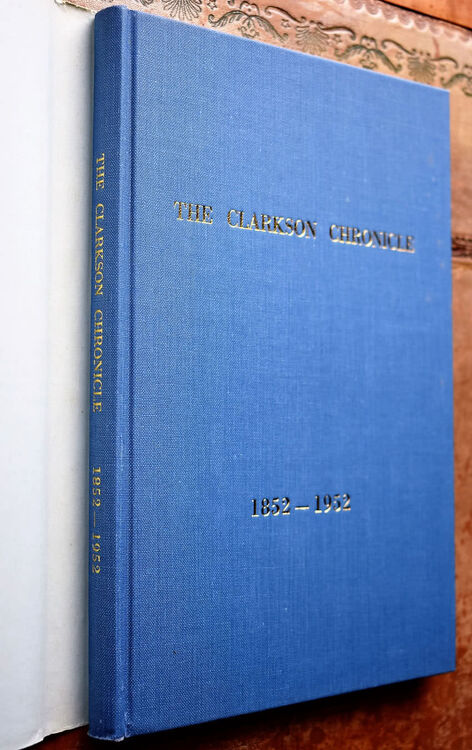 THE CLARKSON CHRONICLE
1852–1952
THE CLARKSON CHRONICLE 1852–1952